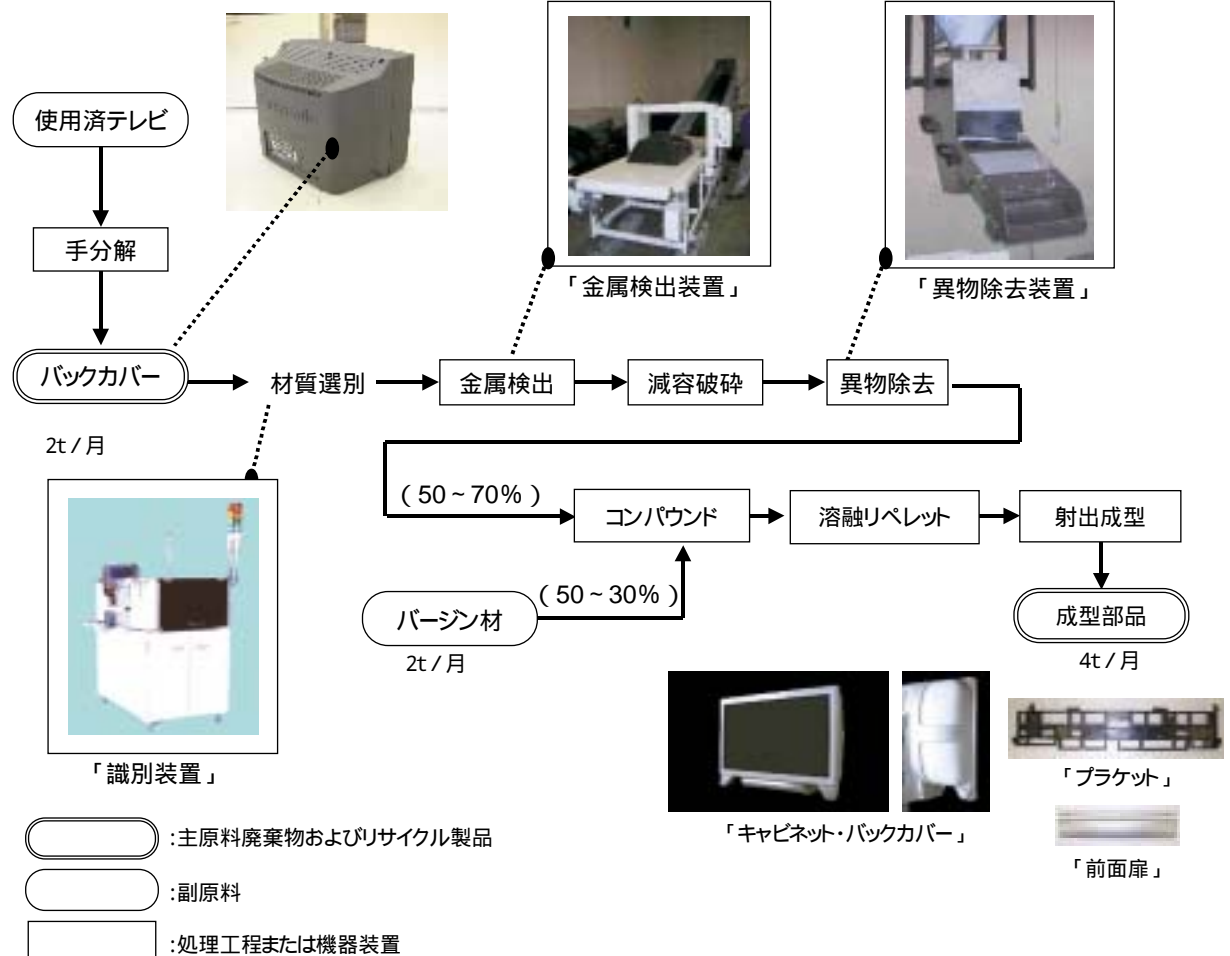 使用済テレビ
手分解
バックカバー
2t / 月
材質選別
金属検出
減容破砕
異物除去
「金属検出装置」
「異物除去装置」
( 50 ~ 70% )
コンパウンド
溶融リペレット
射出成型
成型部品
4t / 月
バージン材
( 50 ~ 30% )
2t / 月
「識別装置」
「キャビネット・バックカバー」
「プラケット」
「前面扉」
:主原料廃棄物およびリサイクル製品
:副原料
:処理工程または機器装置